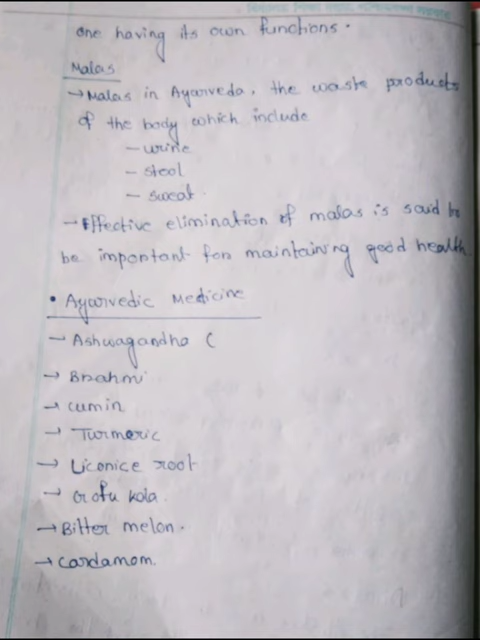 one having its own functions.
Malas
→ Malas in Ayurveda, the waste products
of the body which include
– urine
– stool
– sweat.
→ Effective elimination of malas is said to
be important for maintaining good health.
• Ayarvedic Medicine
→ Ashwagandha (
→ Brahmi
→ cumin
→ Turmeric
→ Liconice root
→ Gotu kola.
→ Bitter melon.
→ Cardamom.